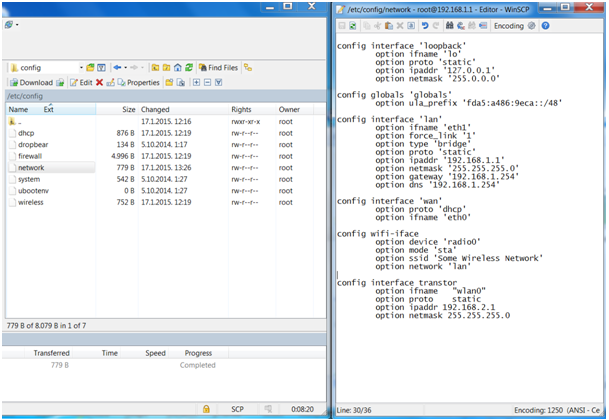 /etc/config/network - root@192.168.1.1 - Editor - WinSCP
Encoding
config
Find Files
Download
Edit
Properties
/etc/config
Name Ext Size Changed Rights Owner
.. 17.1.2015. 12:16 rwxr-xr-x root
dhcp 876 B 17.1.2015. 12:19 rw-r--r-- root
dropbear 134 B 5.10.2014. 1:17 rw-r--r-- root
firewall 4.996 B 17.1.2015. 12:19 rw-r--r-- root
network 779 B 17.1.2015. 13:26 rw-r--r-- root
system 542 B 5.10.2014. 1:27 rw-r--r-- root
ubootenv 0 B 5.10.2014. 1:27 rw-r--r-- root
wireless 752 B 17.1.2015. 12:19 rw-r--r-- root
779 B of 8.079 B in 1 of 7
Transferred Time Speed Progress
779 B Completed
SCP 0:08:20
config interface 'loopback'
option ifname 'lo'
option proto 'static'
option ipaddr '127.0.0.1'
option netmask '255.0.0.0'
config globals 'globals'
option ula_prefix 'fda5:a486:9eca::/48'
config interface 'lan'
option ifname 'eth1'
option force_link '1'
option type 'bridge'
option proto 'static'
option ipaddr '192.168.1.1'
option netmask '255.255.255.0'
option gateway '192.168.1.254'
option dns '192.168.1.254'
config interface 'wan'
option proto 'dhcp'
option ifname 'eth0'
config wifi-iface
option device 'radio0'
option mode 'sta'
option ssid 'Some Wireless Network'
option network 'lan'
config interface transtor
option ifname "wlan0"
option proto static
option ipaddr 192.168.2.1
option netmask 255.255.255.0
Line: 30/36 Encoding: 1250 (ANSI - Ce